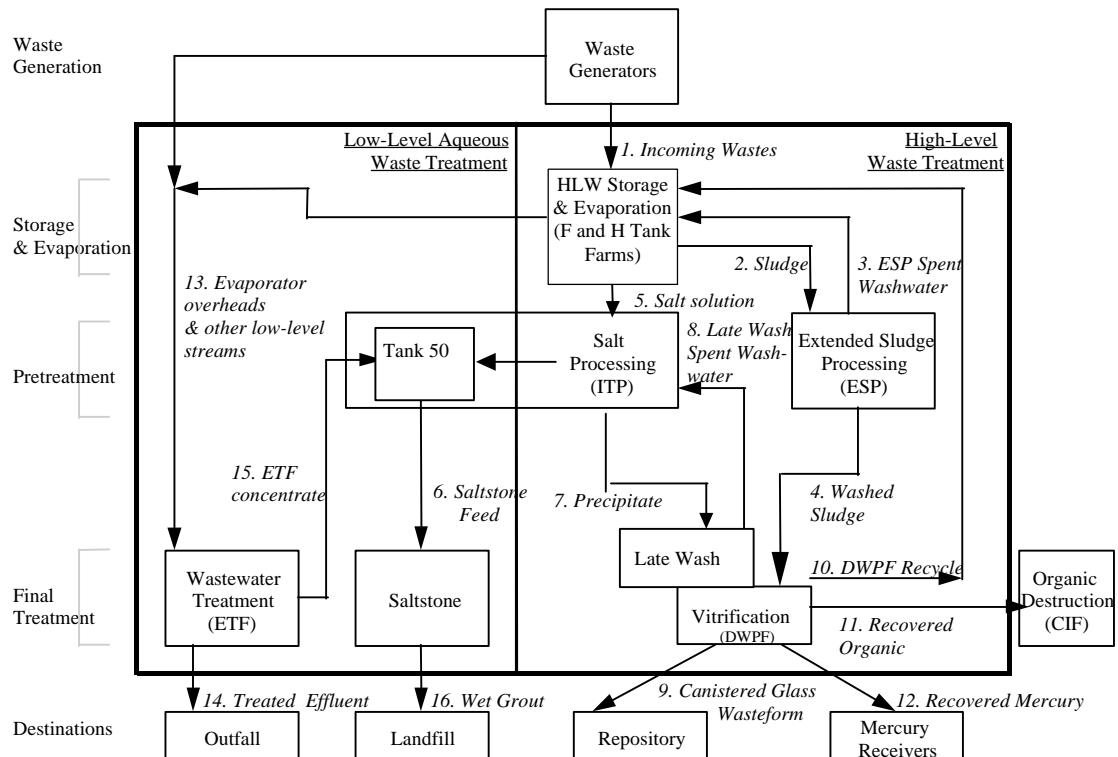 Waste
Generation
Waste
Generators
Low-Level Aqueous
Waste Treatment
High-Level
Waste Treatment
1. Incoming Wastes
Storage
& Evaporation
HLW Storage
& Evaporation
(F and H Tank
Farms)
2. Sludge
3. ESP Spent
Washwater
13. Evaporator
overheads
& other low-level
streams
5. Salt solution
Pretreatment
Tank 50
Salt
Processing
(ITP)
8. Late Wash
Spent Wash-
water
Extended Sludge
Processing
(ESP)
15. ETF
concentrate
6. Saltstone
Feed
7. Precipitate
4. Washed
Sludge
Final
Treatment
Wastewater
Treatment
(ETF)
Saltstone
Late Wash
Vitrification
(DWPF)
10. DWPF Recycle
11. Recovered
Organic
Organic
Destruction
(CIF)
14. Treated Effluent
16. Wet Grout
9. Canistered Glass
Wasteform
12. Recovered Mercury
Destinations
Outfall
Landfill
Repository
Mercury
Receivers